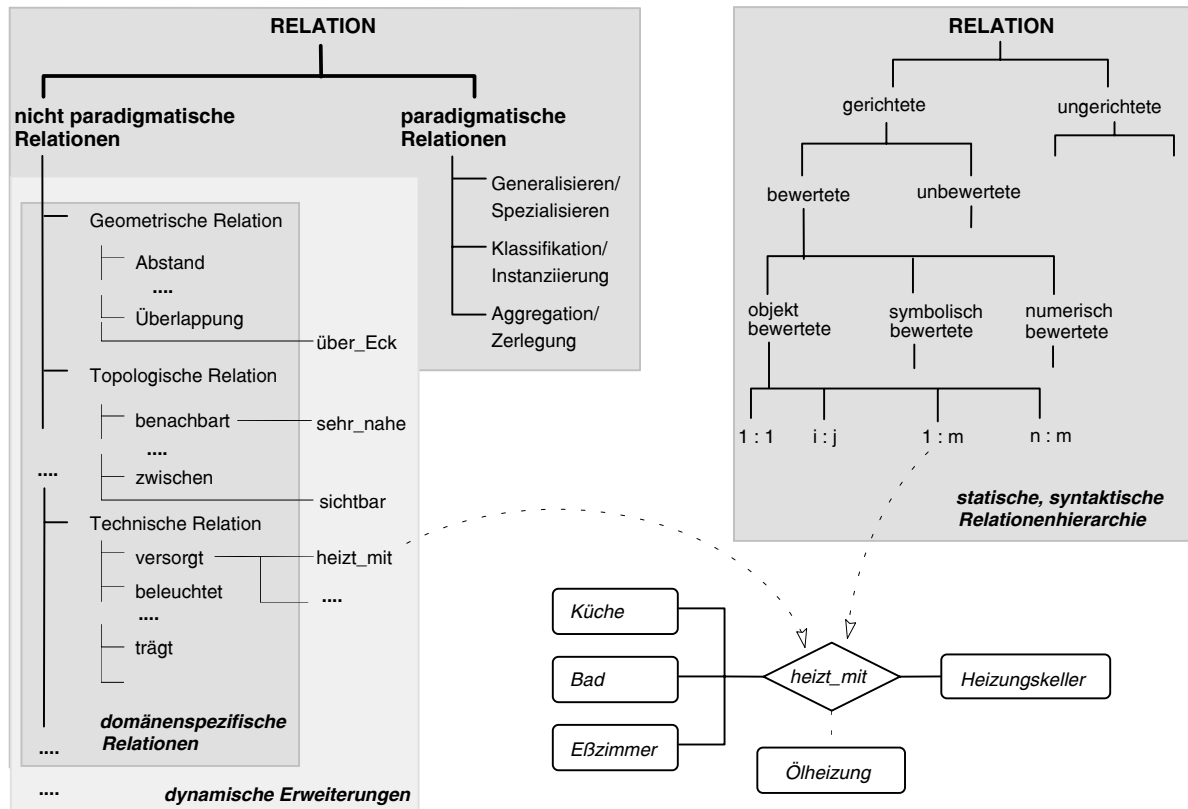 RELATION
nicht paradigmatische
Relationen
paradigmatische
Relationen
Generalisieren/
Spezialisieren
Klassifikation/
Instanziierung
Aggregation/
Zerlegung
Geometrische Relation
Abstand
....
Überlappung
über_Eck
Topologische Relation
benachbart
sehr_nahe
....
zwischen
....
sichtbar
Technische Relation
versorgt
heizt_mit
beleuchtet
....
....
trägt
domänenspezifische
Relationen
....
....
dynamische Erweiterungen
RELATION
gerichtete
ungerichtete
bewertete
unbewertete
objekt
bewertete
symbolisch
bewertete
numerisch
bewertete
1 : 1
i : j
1 : m
n : m
statische, syntaktische
Relationenhierarchie
Küche
Bad
Eßzimmer
heizt_mit
Heizungskeller
Ölheizung